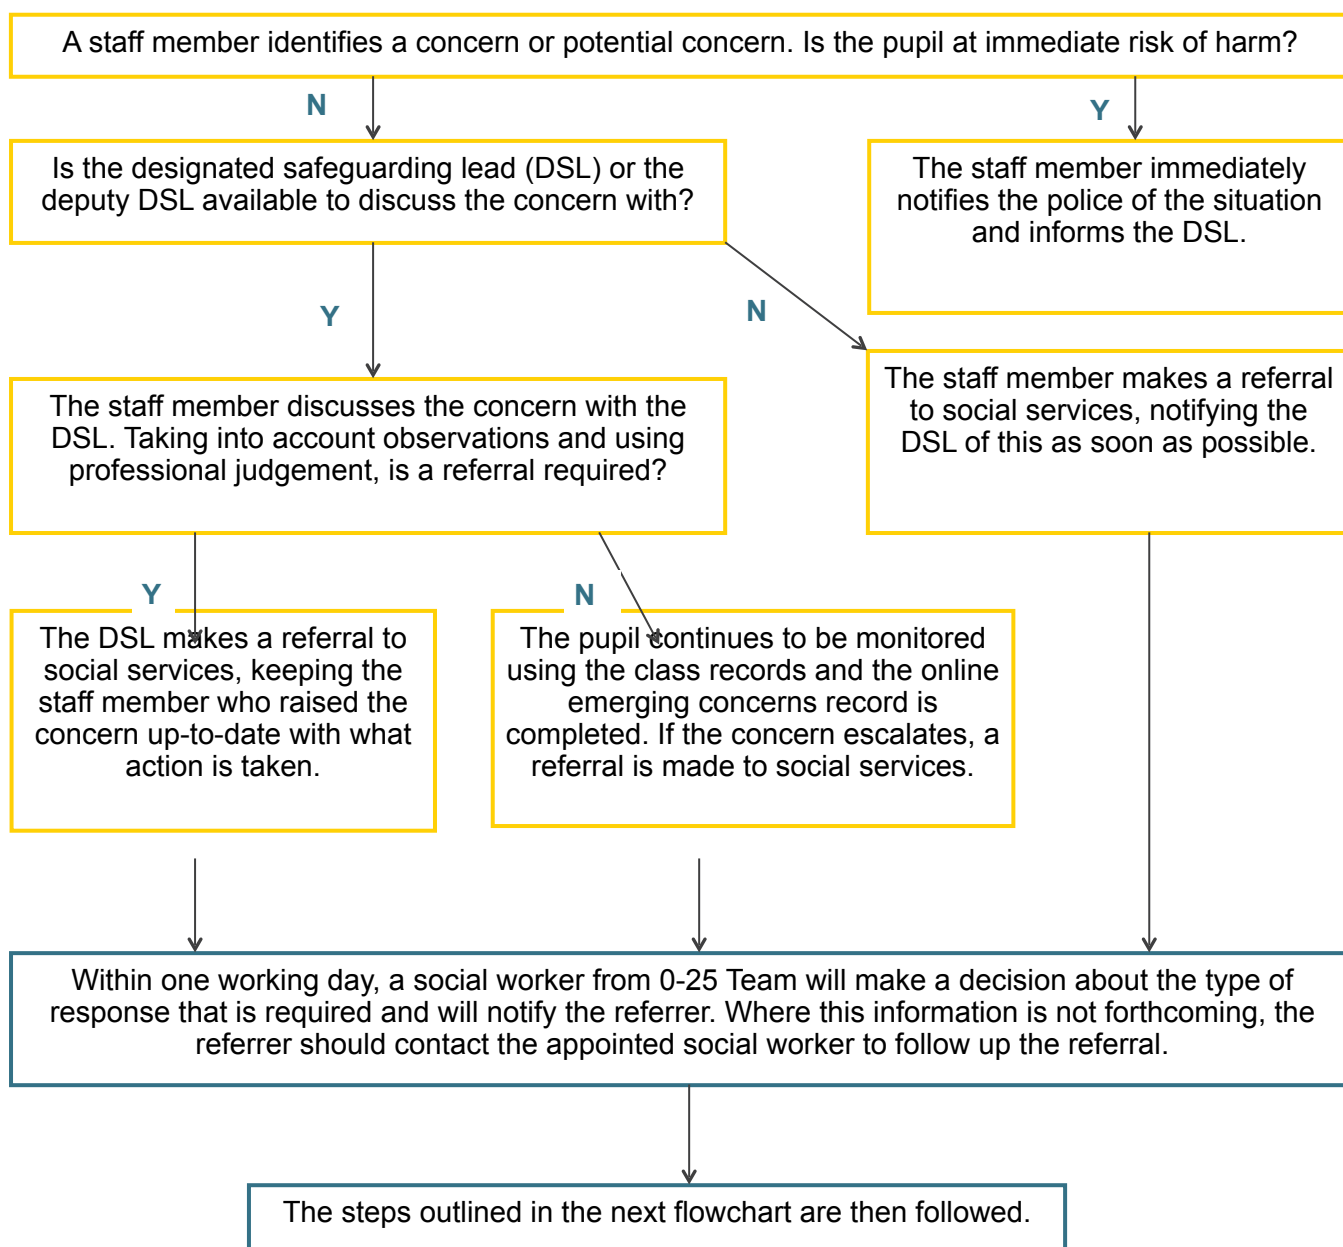 A staff member identifies a concern or potential concern. Is the pupil at immediate risk of harm?
N
Y
Is the designated safeguarding lead (DSL) or the
deputy DSL available to discuss the concern with?
The staff member immediately
notifies the police of the situation
and informs the DSL.
Y
N
The staff member discusses the concern with the
DSL. Taking into account observations and using
professional judgement, is a referral required?
The staff member makes a referral
to social services, notifying the
DSL of this as soon as possible.
Y
N
The DSL makes a referral to
social services, keeping the
staff member who raised the
concern up-to-date with what
action is taken.
The pupil continues to be monitored
using the class records and the online
emerging concerns record is
completed. If the concern escalates, a
referral is made to social services.
Within one working day, a social worker from 0-25 Team will make a decision about the type of
response that is required and will notify the referrer. Where this information is not forthcoming, the
referrer should contact the appointed social worker to follow up the referral.
The steps outlined in the next flowchart are then followed.